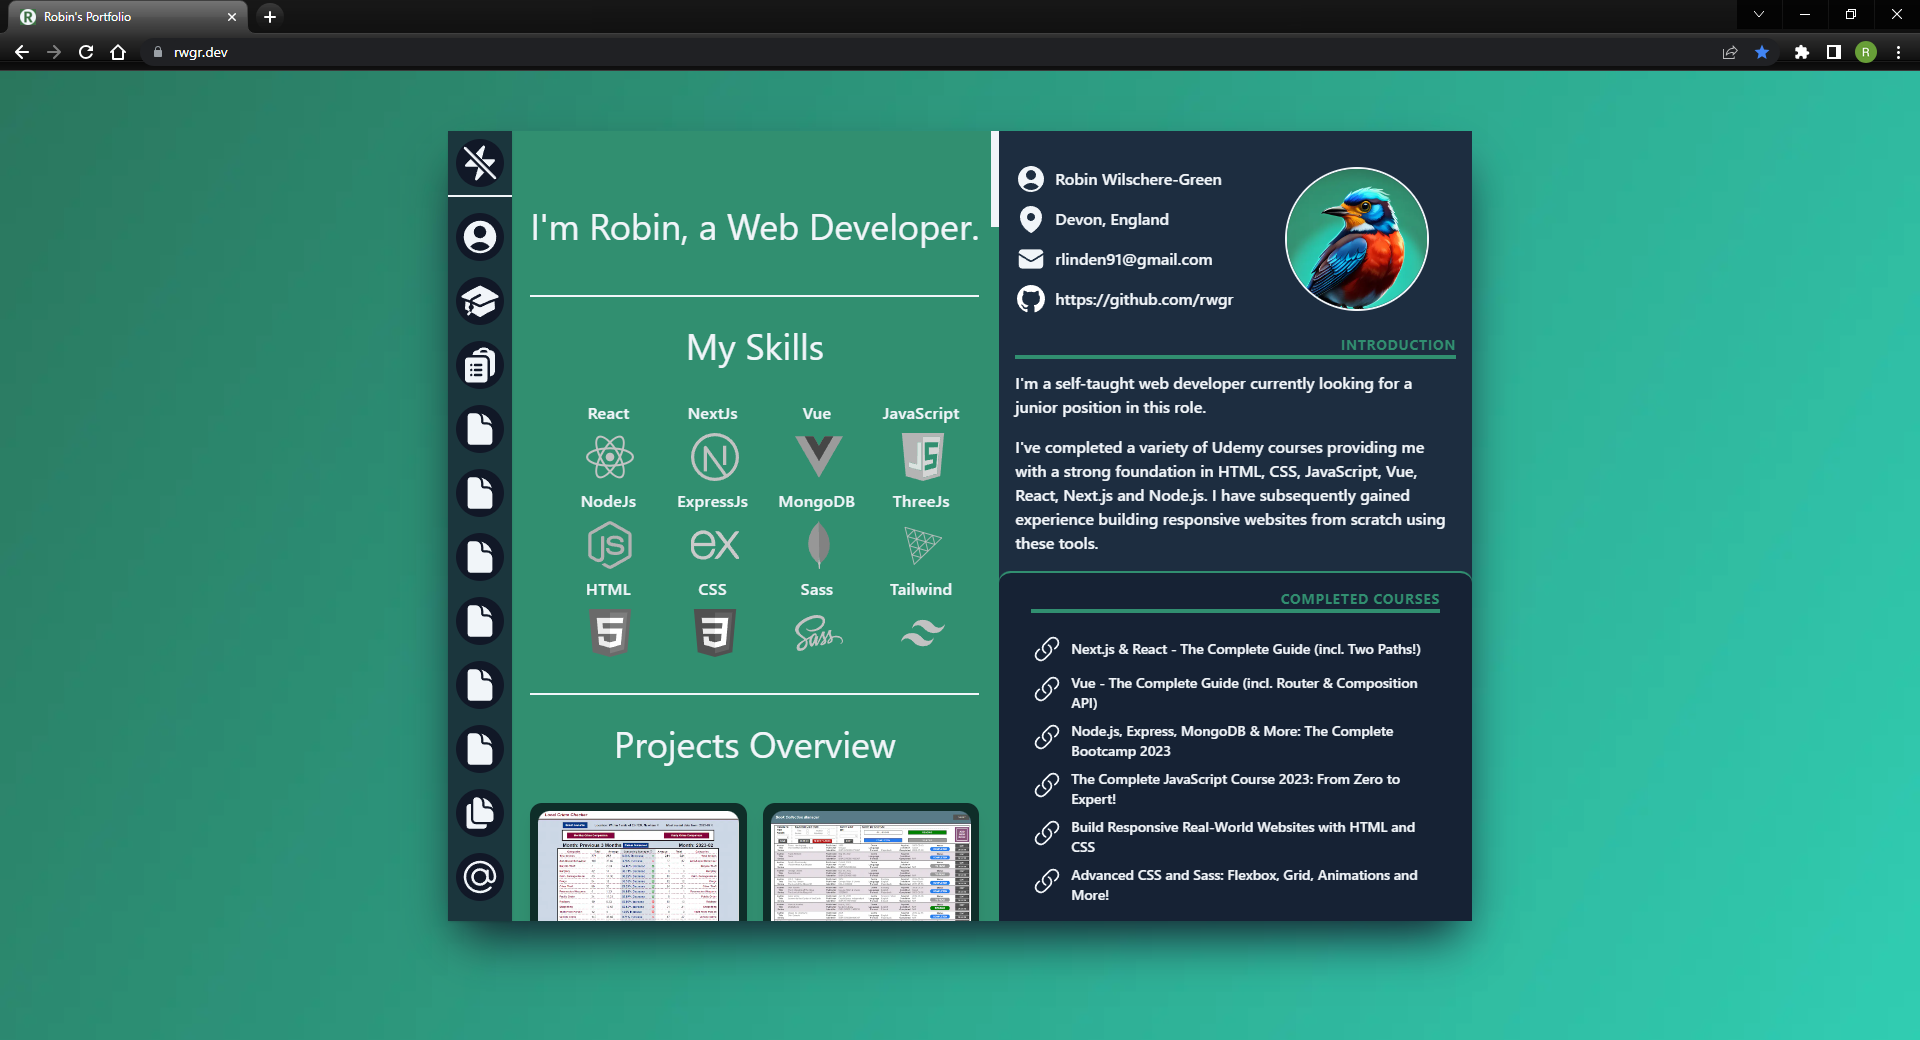 Robin's Portfolio
rwgr.dev
R
I'm Robin, a Web Developer.
My Skills
React NextJs Vue JavaScript
NodeJs ExpressJs MongoDB ThreeJs
HTML CSS Sass Tailwind
Projects Overview
Robin Wilschere-Green
Devon, England
rlinden91@gmail.com
https://github.com/rwgr
INTRODUCTION
I'm a self-taught web developer currently looking for a
junior position in this role.
I've completed a variety of Udemy courses providing me
with a strong foundation in HTML, CSS, JavaScript, Vue,
React, Next.js and Node.js. I have subsequently gained
experience building responsive websites from scratch using
these tools.
COMPLETED COURSES
Next.js & React - The Complete Guide (incl. Two Paths!)
Vue - The Complete Guide (incl. Router & Composition
API)
Node.js, Express, MongoDB & More: The Complete
Bootcamp 2023
The Complete JavaScript Course 2023: From Zero to
Expert!
Build Responsive Real-World Websites with HTML and
CSS
Advanced CSS and Sass: Flexbox, Grid, Animations and
More!
Month: Previous 3 Months
Month: 2023-02